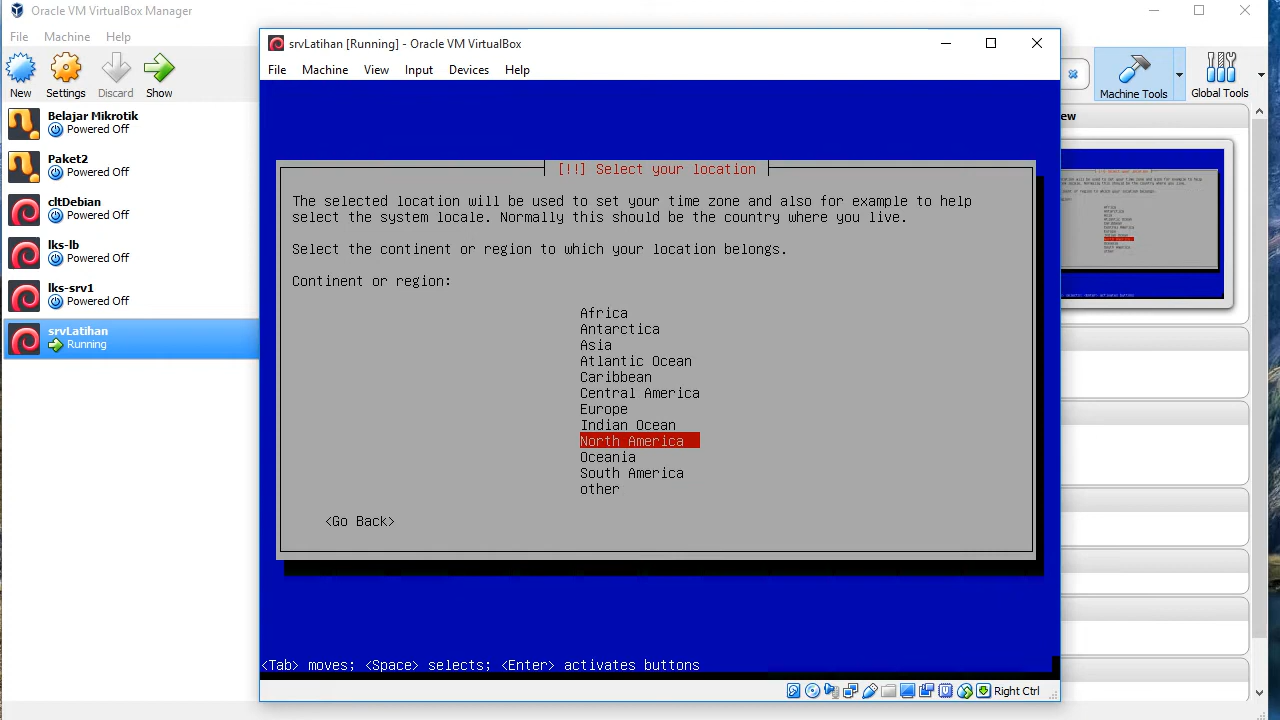 Oracle VM VirtualBox Manager
File Machine Help
New Settings Discard Show
Machine Tools Global Tools
Belajar Mikrotik
Powered Off
Paket2
Powered Off
cltDebian
Powered Off
lks-lb
Powered Off
lks-srv1
Powered Off
srvLatihan
Running
srvLatihan [Running] - Oracle VM VirtualBox
File Machine View Input Devices Help
[!!] Select your location
The selected location will be used to set your time zone and also for example to help
select the system locale. Normally this should be the country where you live.
Select the continent or region to which your location belongs.
Continent or region:
Africa
Antarctica
Asia
Atlantic Ocean
Caribbean
Central America
Europe
Indian Ocean
North America
Oceania
South America
other
<Go Back>
<Tab> moves; <Space> selects; <Enter> activates buttons
Right Ctrl
ew